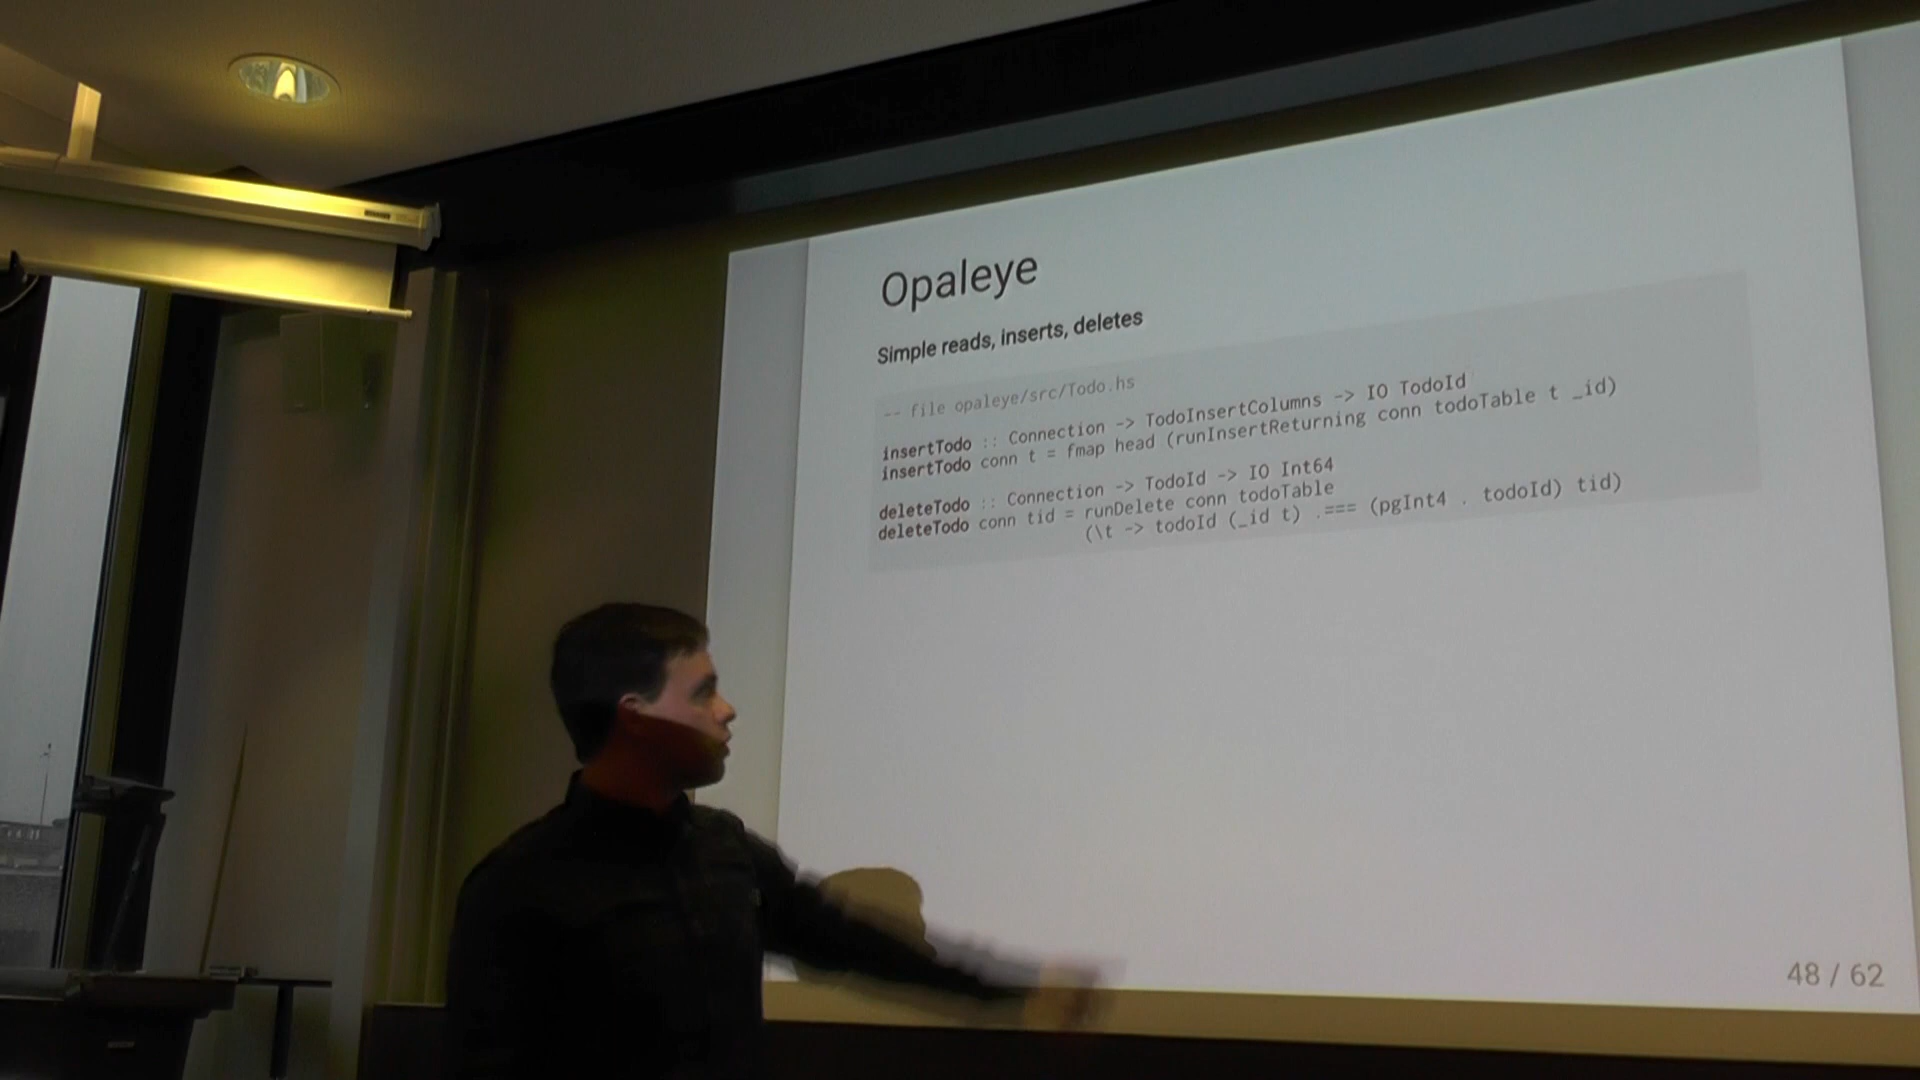 Opaleye
Simple reads, inserts, deletes
-- file opaleye/src/Todo.hs
insertTodo :: Connection -> TodoInsertColumns -> IO TodoId
insertTodo conn t = fmap head (runInsertReturning conn todoTable t _id)
deleteTodo :: Connection -> TodoId -> IO Int64
deleteTodo conn tid = runDelete conn todoTable
(\t -> todoId (_id t) .=== (pgInt4 . todoId) tid)
48 / 62